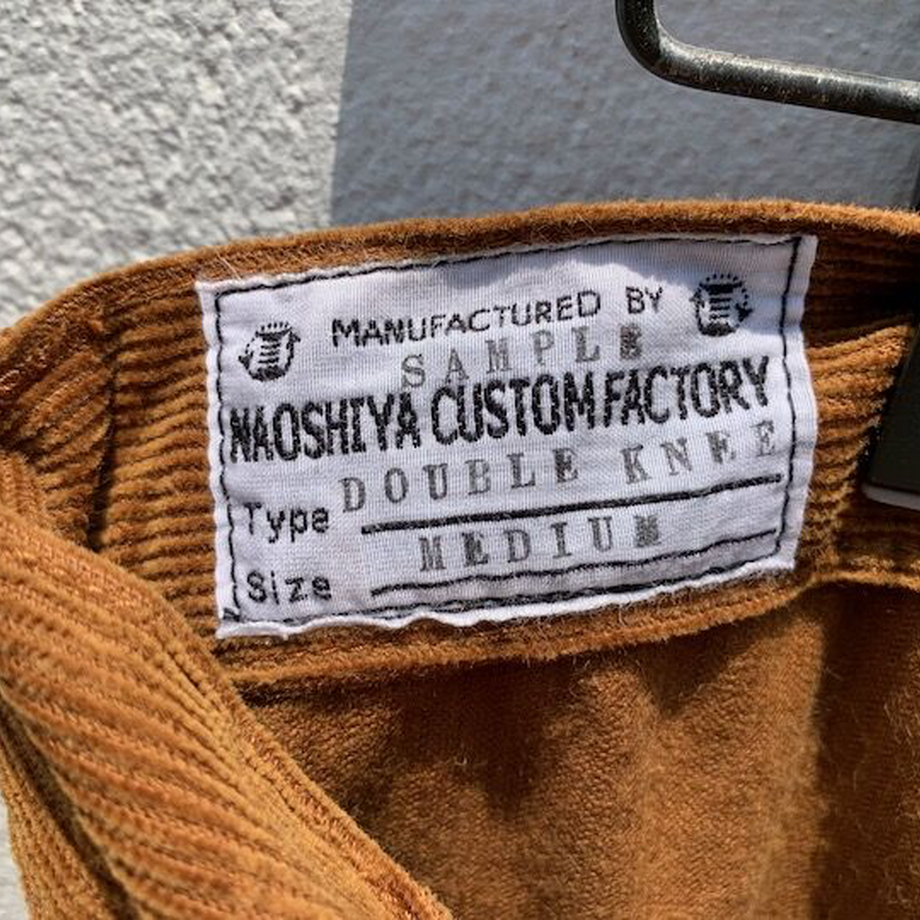 MANUFACTURED BY
SAMPLE
NAOSHIYA CUSTOM FACTORY
Type DOUBLE KNEE
Size MEDIUM